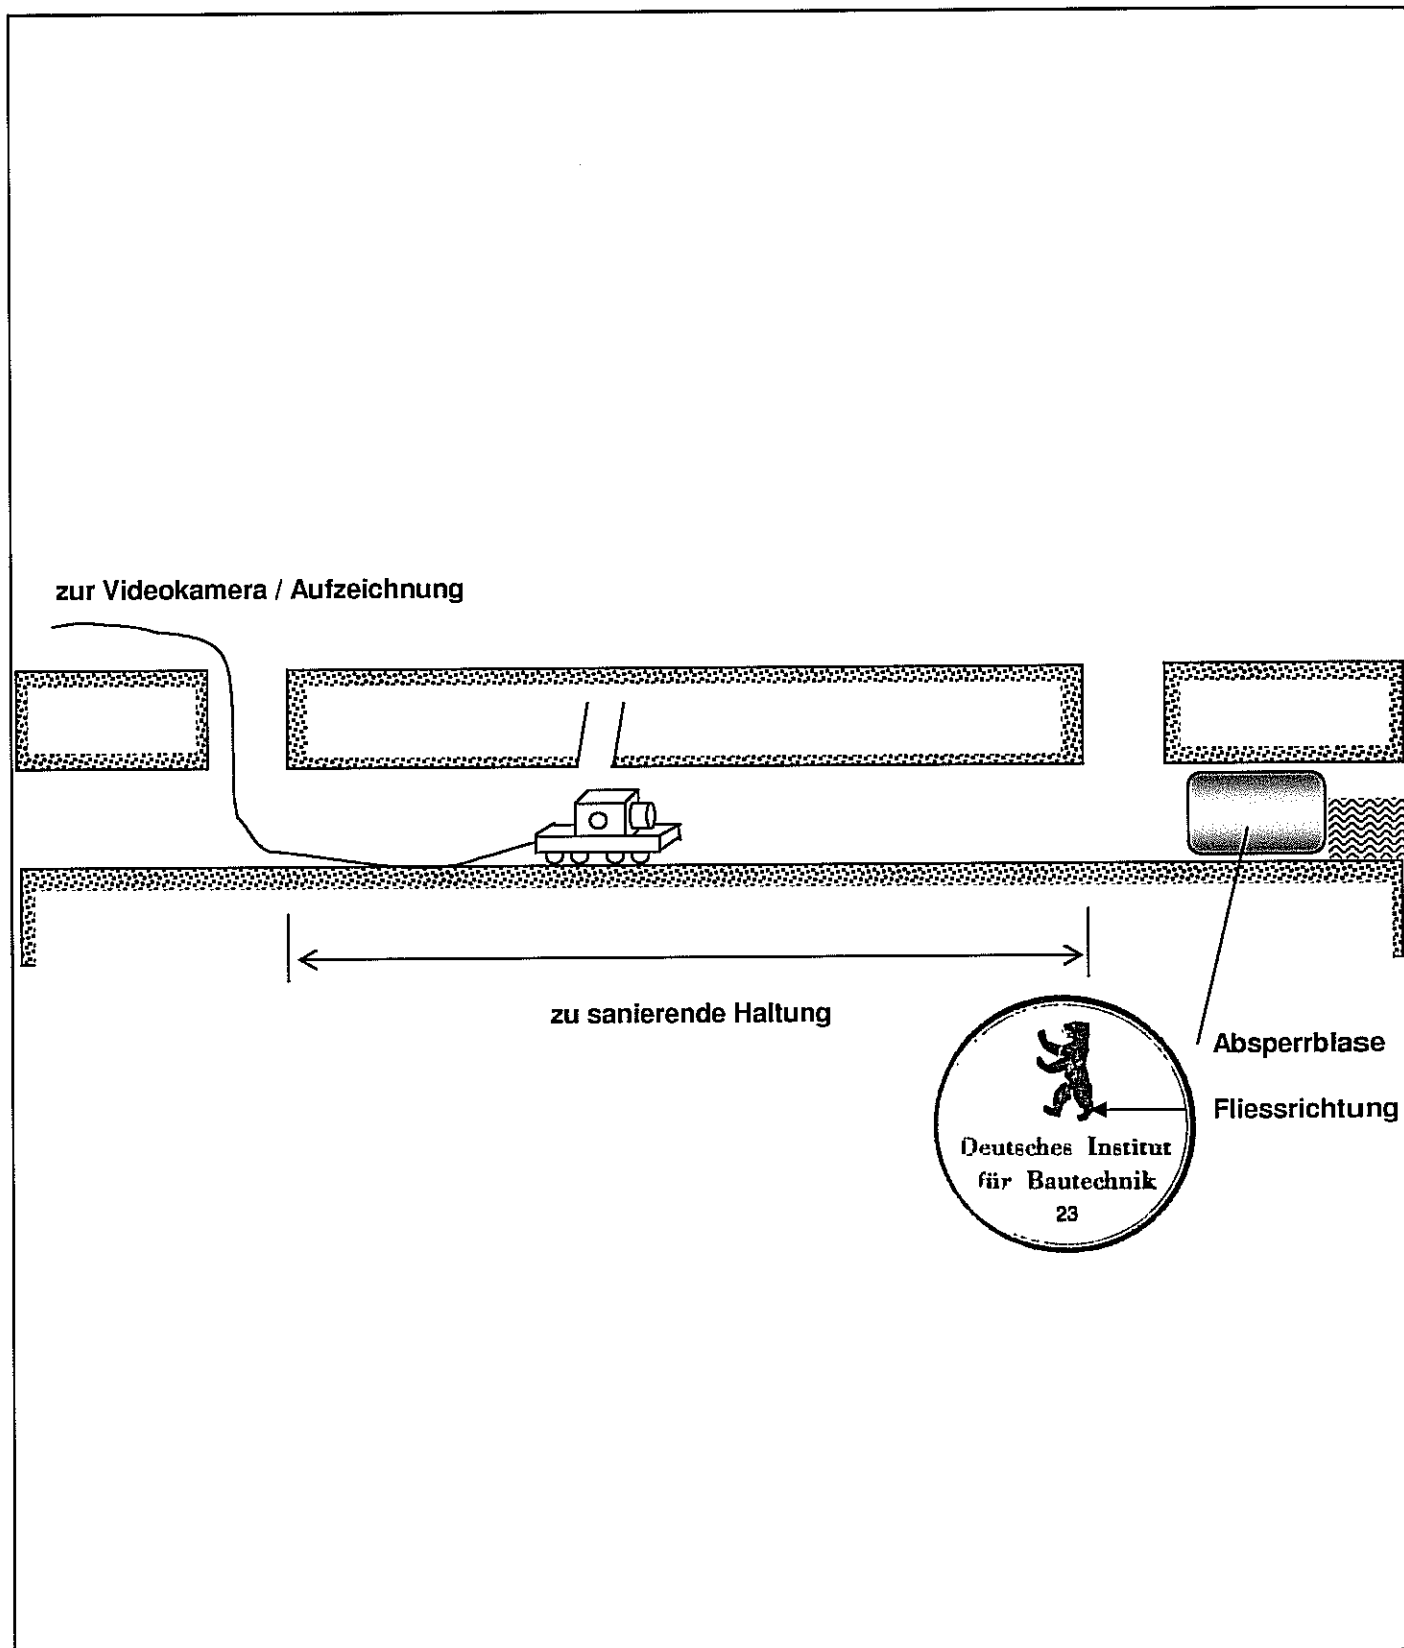 zur Videokamera / Aufzeichnung
zu sanierende Haltung
Absperrblase
Fliessrichtung
Deutsches Institut
für Bautechnik
23